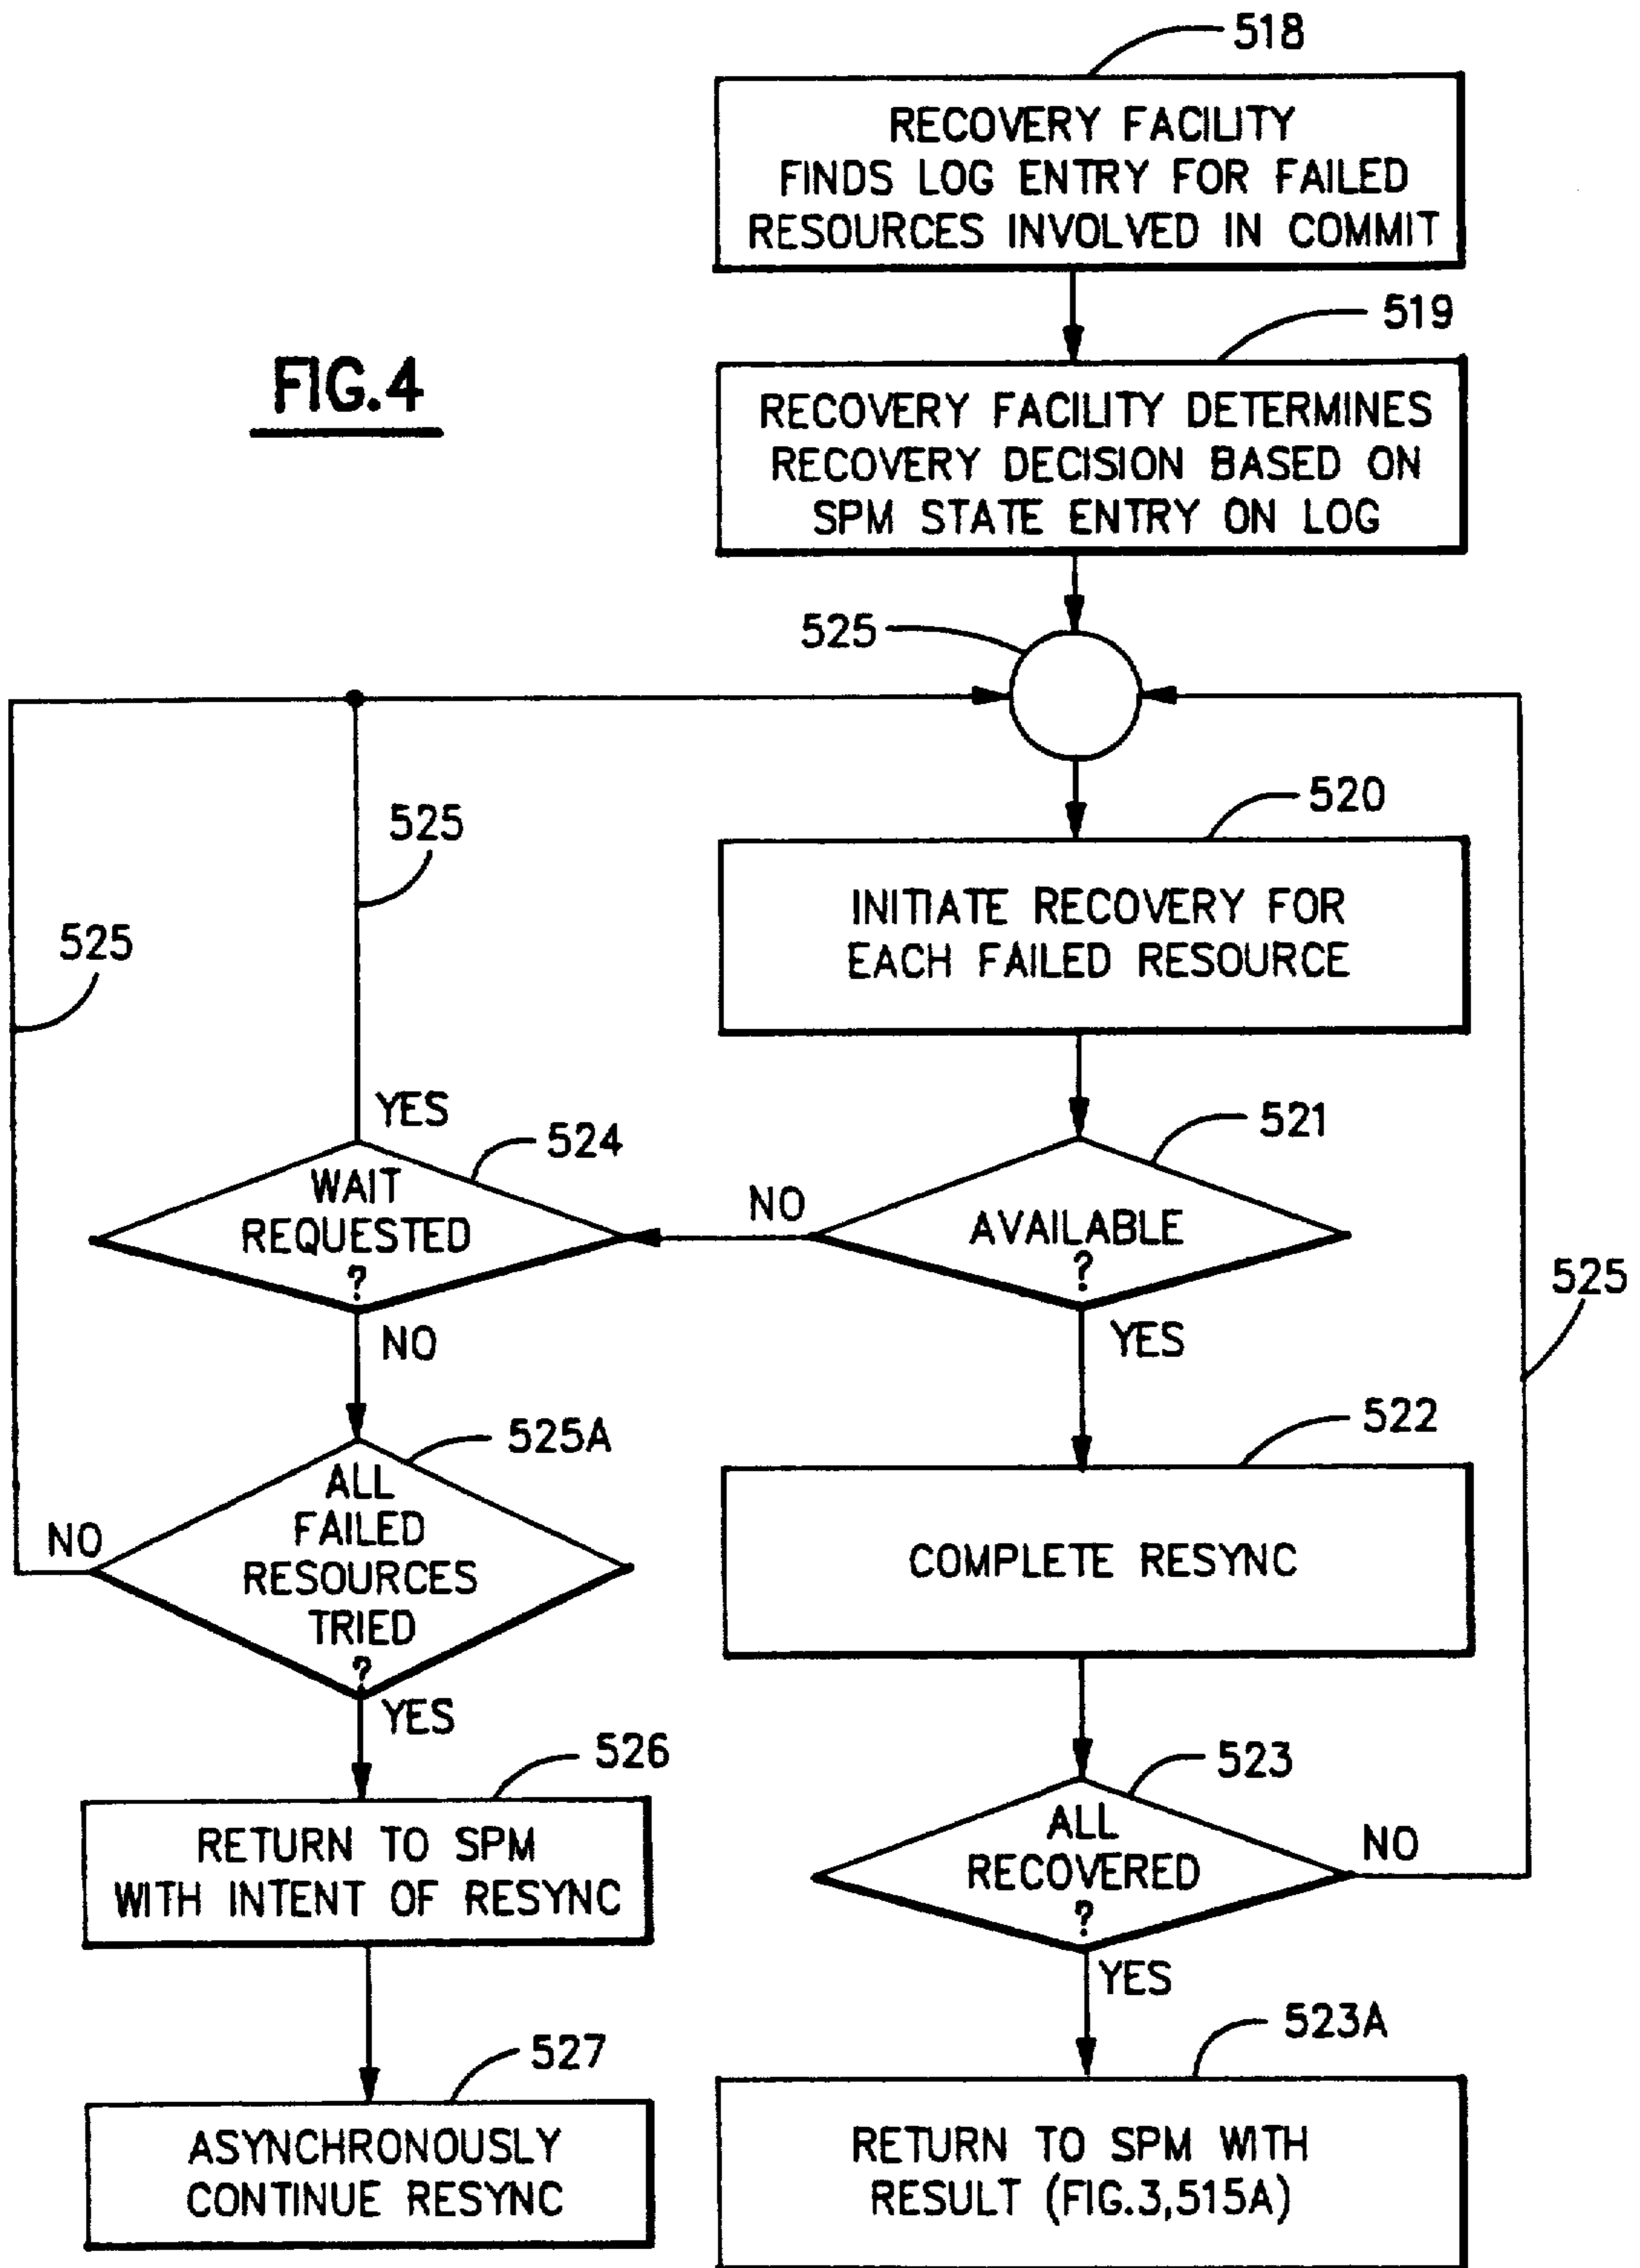 518
RECOVERY FACILITY
FINDS LOG ENTRY FOR FAILED
RESOURCES INVOLVED IN COMMIT
519
FIG.4
RECOVERY FACILITY DETERMINES
RECOVERY DECISION BASED ON
SPM STATE ENTRY ON LOG
525
520
525
INITIATE RECOVERY FOR
EACH FAILED RESOURCE
525
YES
524
521
WAIT
REQUESTED
?
NO
AVAILABLE
?
525
NO
YES
525A
522
ALL
FAILED
RESOURCES
TRIED
?
NO
COMPLETE RESYNC
YES
526
523
RETURN TO SPM
WITH INTENT OF RESYNC
ALL
RECOVERED
?
NO
YES
527
523A
ASYNCHRONOUSLY
CONTINUE RESYNC
RETURN TO SPM WITH
RESULT (FIG.3,515A)